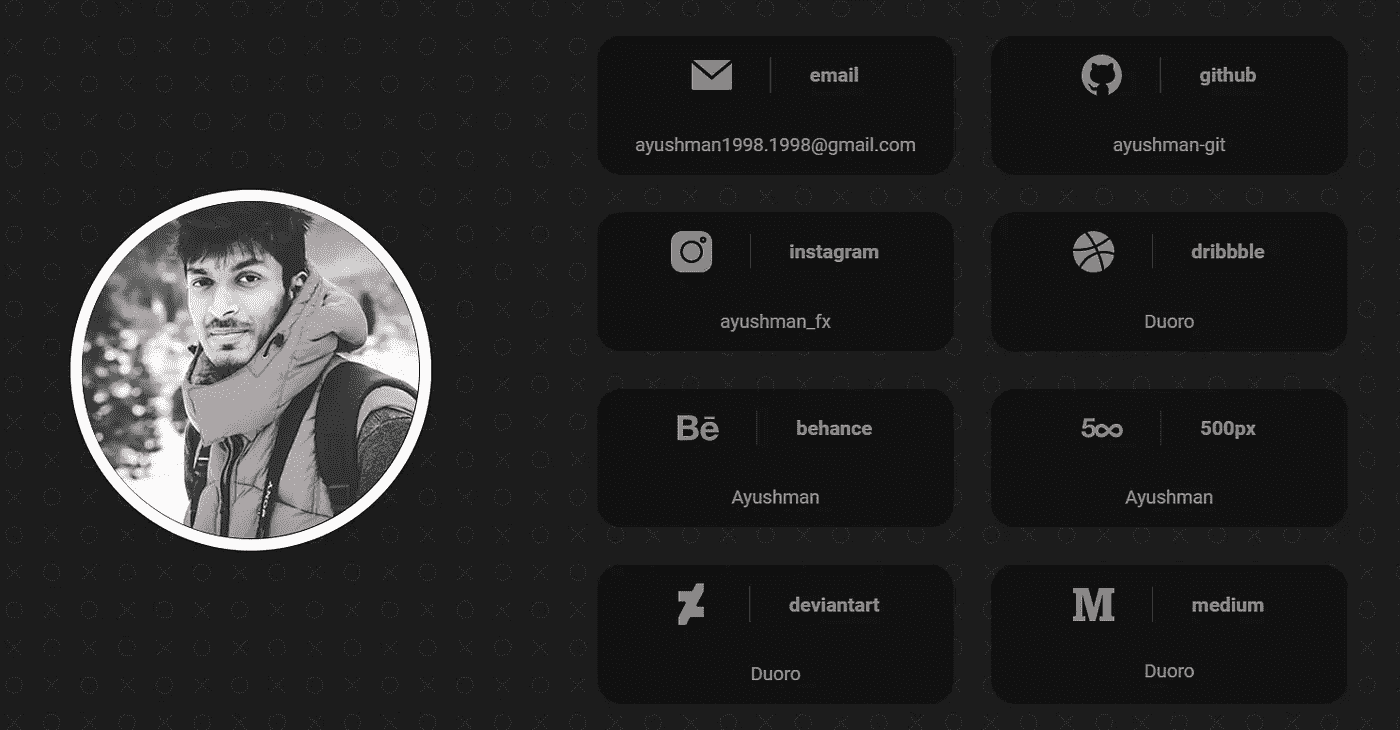 email
ayushman1998.1998@gmail.com
github
ayushman-git
instagram
ayushman_fx
dribbble
Duoro
Bē
behance
Ayushman
500px
Ayushman
deviantart
Duoro
M
medium
Duoro